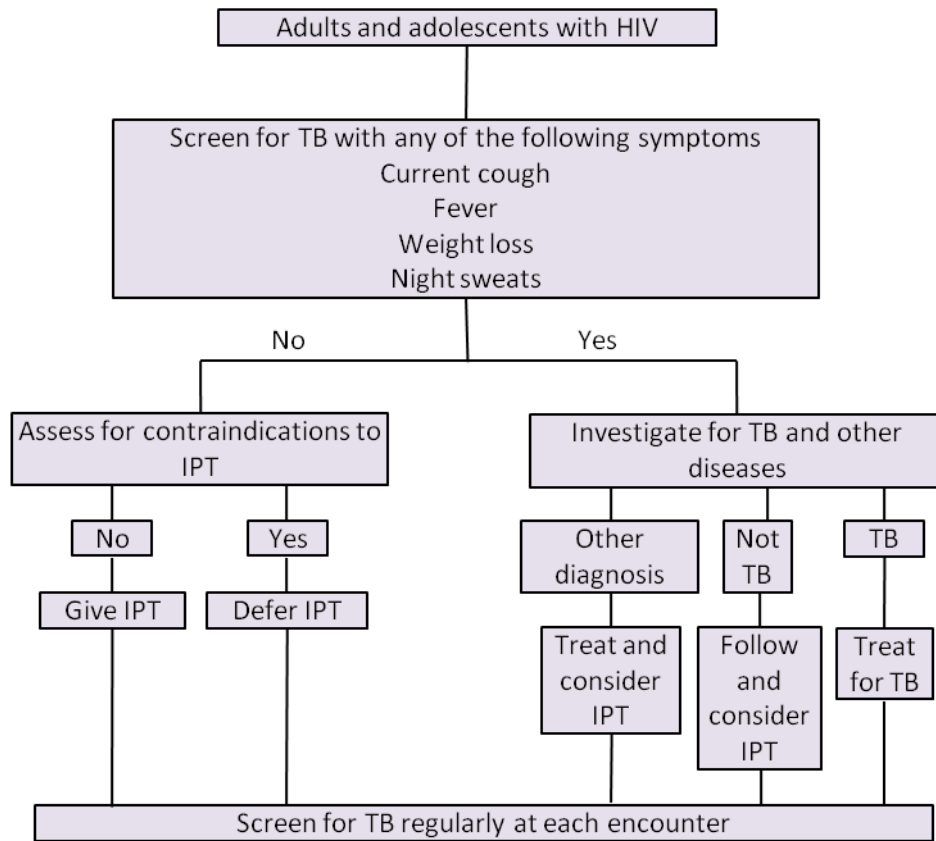 Adults and adolescents with HIV
Screen for TB with any of the following symptoms
Current cough
Fever
Weight loss
Night sweats
No
Yes
Assess for contraindications to
IPT
Investigate for TB and other
diseases
No
Yes
Other
diagnosis
Not
TB
TB
Give IPT
Defer IPT
Treat and
consider
IPT
Follow
and
consider
IPT
Treat
for TB
Screen for TB regularly at each encounter